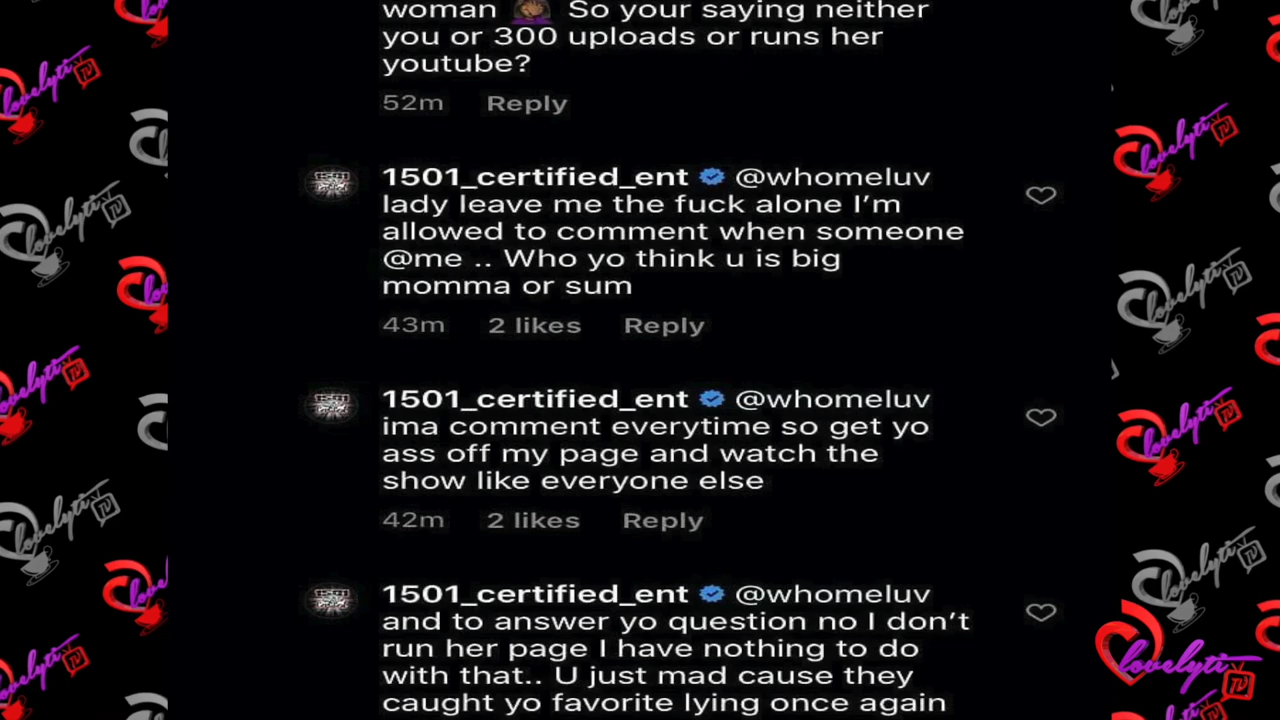 woman 🤦🏾‍♀️ So your saying neither
you or 300 uploads or runs her
youtube?
52m Reply
1501_certified_ent @whomeluv
lady leave me the fuck alone I’m
allowed to comment when someone
@me .. Who yo think u is big
momma or sum
43m 2 likes Reply
1501_certified_ent @whomeluv
ima comment everytime so get yo
ass off my page and watch the
show like everyone else
42m 2 likes Reply
1501_certified_ent @whomeluv
and to answer yo question no I don’t
run her page I have nothing to do
with that.. U just mad cause they
caught yo favorite lying once again
lovelyti TV